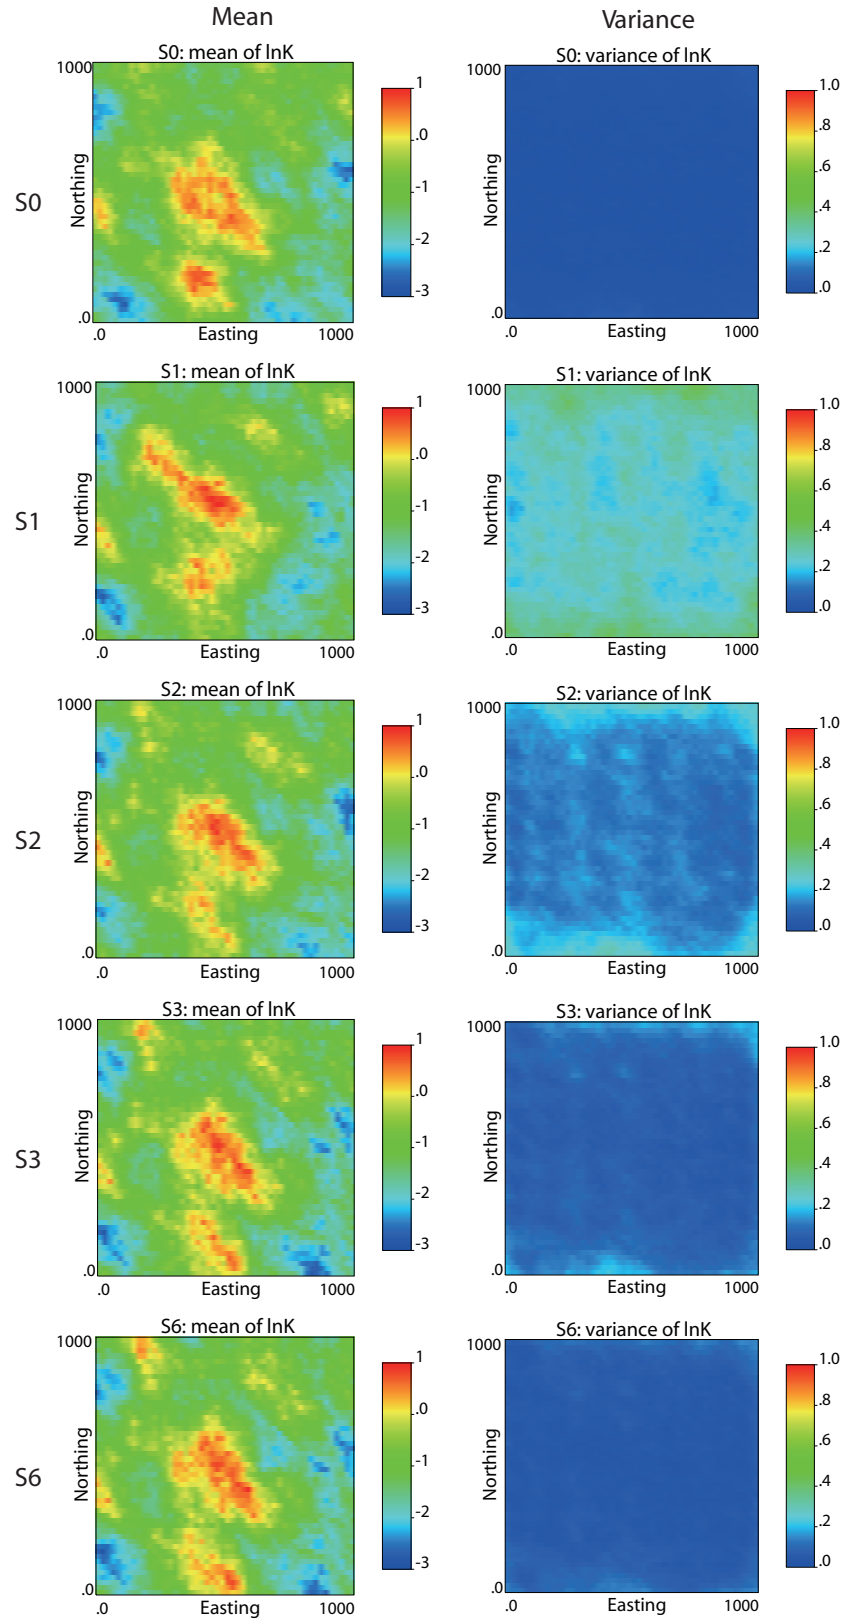 Mean Variance
S0: mean of lnK S0: variance of lnK
1000 1 1000 1.0
.0 .8
Northing -1 Northing .6
S0 .4
-2 .2
.0 -3 .0 .0
.0 Easting 1000 .0 Easting 1000
S1: mean of lnK S1: variance of lnK
1000 1 1000 1.0
.0 .8
Northing -1 Northing .6
S1 .4
-2 .2
.0 -3 .0 .0
.0 Easting 1000 .0 Easting 1000
S2: mean of lnK S2: variance of lnK
1000 1 1000 1.0
.0 .8
Northing -1 Northing .6
S2 .4
-2 .2
.0 -3 .0 .0
.0 Easting 1000 .0 Easting 1000
S3: mean of lnK S3: variance of lnK
1000 1 1000 1.0
.0 .8
Northing -1 Northing .6
S3 .4
-2 .2
.0 -3 .0 .0
.0 Easting 1000 .0 Easting 1000
S6: mean of lnK S6: variance of lnK
1000 1 1000 1.0
.0 .8
Northing -1 Northing .6
S6 .4
-2 .2
.0 -3 .0 .0
.0 Easting 1000 .0 Easting 1000